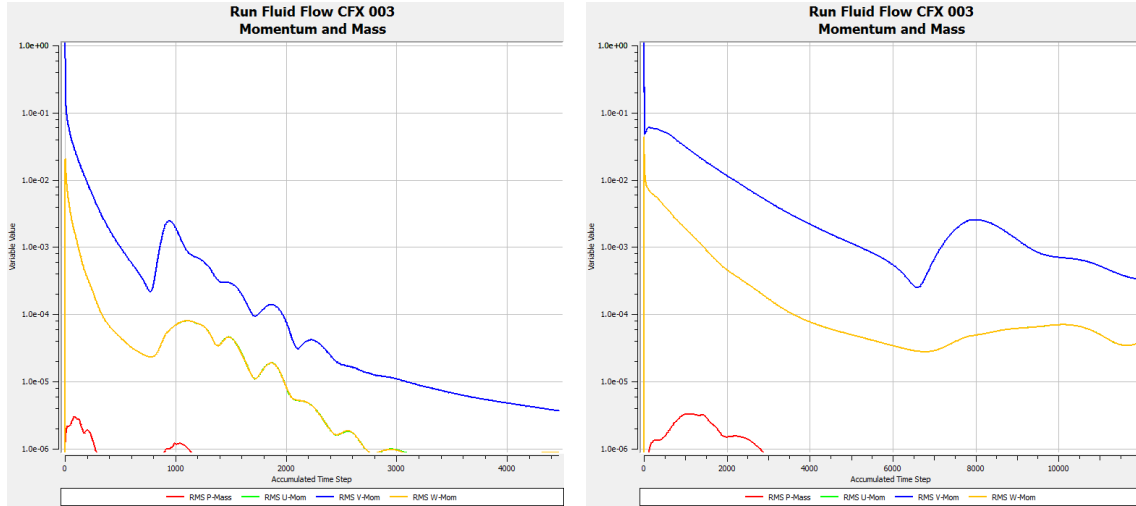 Run Fluid Flow CFX 003
Momentum and Mass
1.0e+00
1.0e-01
1.0e-02
1.0e-03
1.0e-04
1.0e-05
1.0e-06
Variable Value
0 1000 2000 3000 4000
Accumulated Time Step
RMS P-Mass RMS U-Mom RMS V-Mom RMS W-Mom
Run Fluid Flow CFX 003
Momentum and Mass
1.0e+00
1.0e-01
1.0e-02
1.0e-03
1.0e-04
1.0e-05
1.0e-06
Variable Value
0 2000 4000 6000 8000 10000
Accumulated Time Step
RMS P-Mass RMS U-Mom RMS V-Mom RMS W-Mom